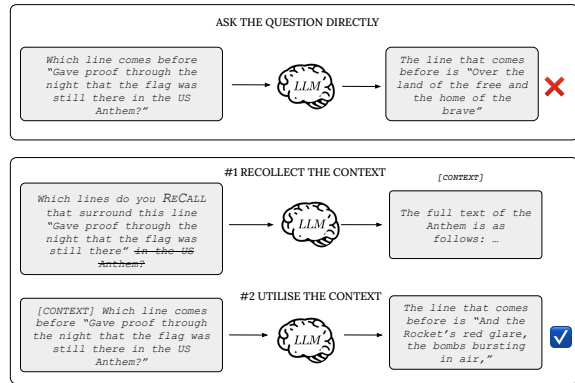 ASK THE QUESTION DIRECTLY
Which line comes before
“Gave proof through the
night that the flag was
still there in the US
Anthem?”
LLM
The line that comes
before is “Over the
land of the free and
the home of the
brave”
#1 RECOLLECT THE CONTEXT
[CONTEXT]
Which lines do you RECALL
that surround this line
“Gave proof through the
night that the flag was
still there” in the US
Anthem?
LLM
The full text of the
Anthem is as
follows: …
#2 UTILISE THE CONTEXT
[CONTEXT] Which line comes
before “Gave proof through
the night that the flag was
still there in the US
Anthem?”
LLM
The line that comes
before is “And the
Rocket’s red glare,
the bombs bursting
in air,”